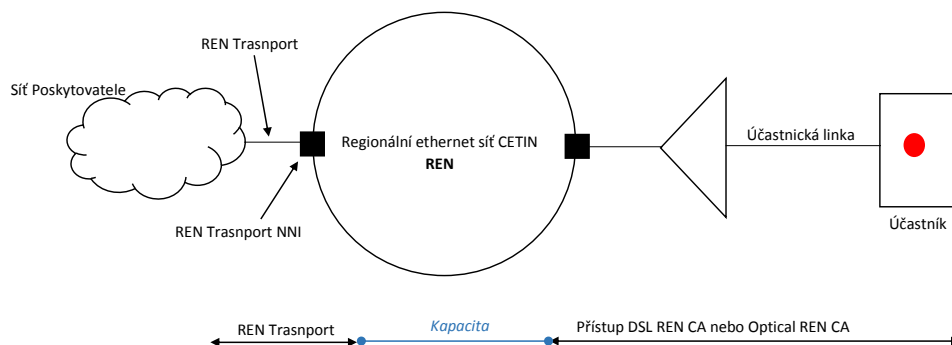 REN Trasnport
Síť Poskytovatele
Regionální ethernet síť CETIN
REN
Účastnická linka
REN Trasnport NNI
Účastník
REN Trasnport
Kapacita
Přístup DSL REN CA nebo Optical REN CA